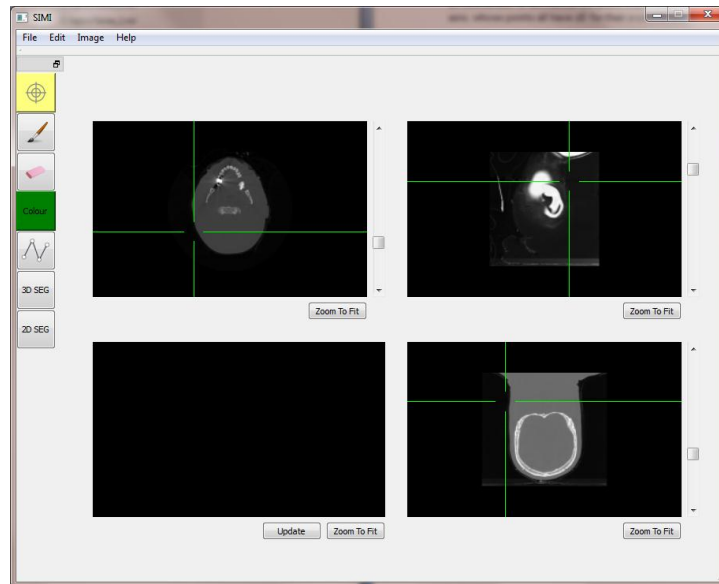 SIMI
File Edit Image Help
Colour
3D SEG
2D SEG
Zoom To Fit
Zoom To Fit
Update
Zoom To Fit
Zoom To Fit